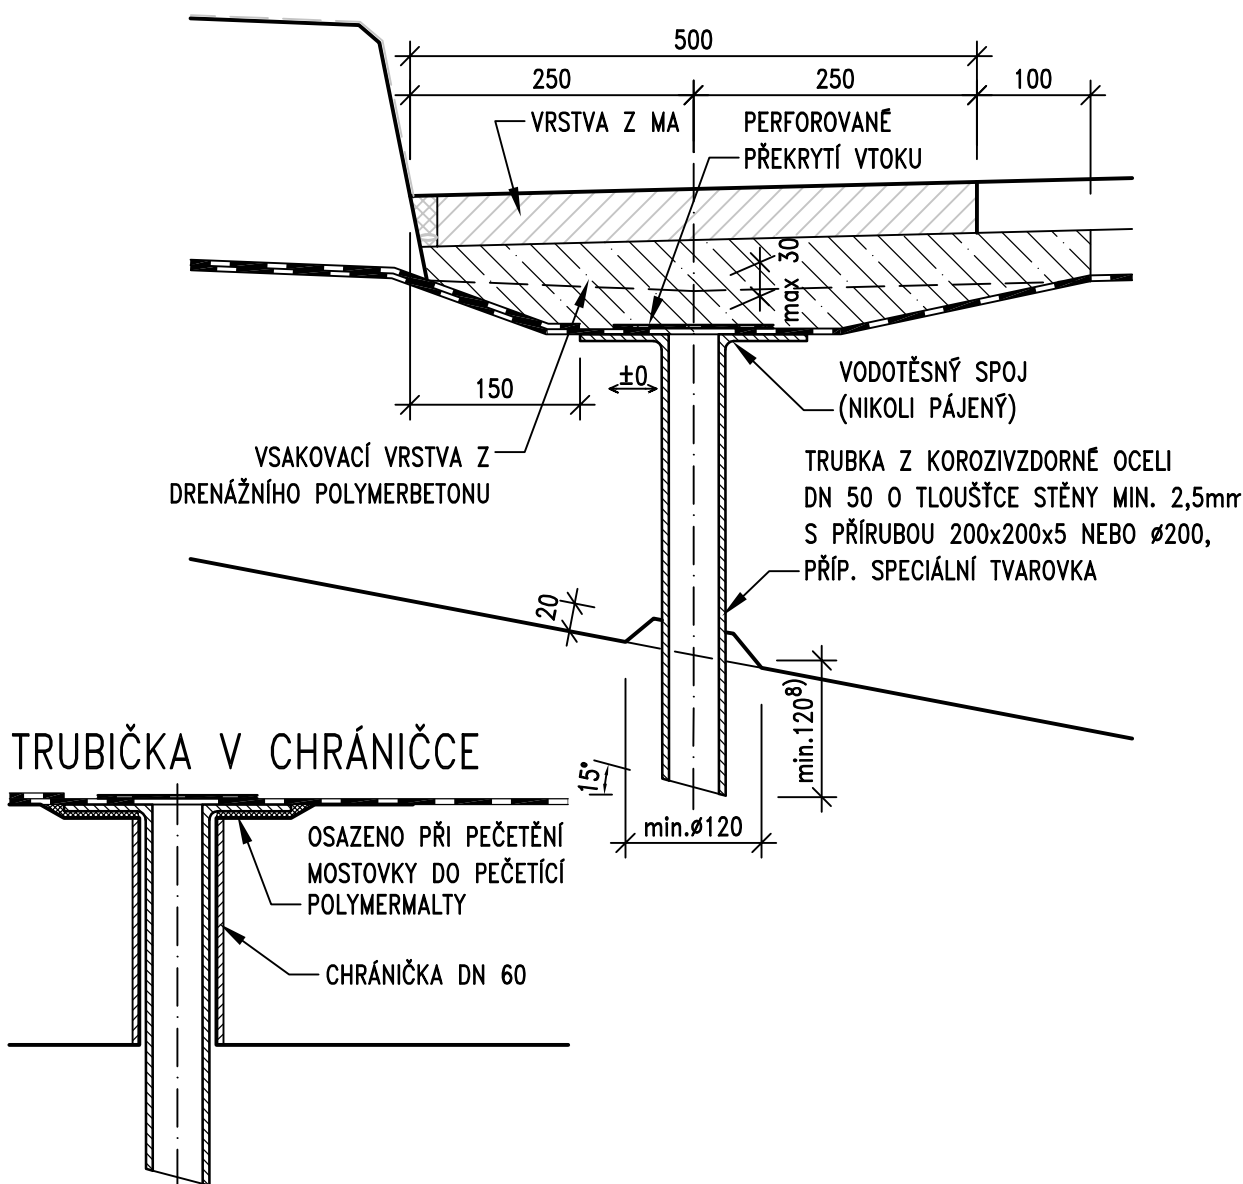 500
250
250
100
VRSTVA Z MA
PERFOROVANÉ
PŘEKRYTÍ VTOKU
max 30
±0
150
VODOTĚSNÝ SPOJ
(NIKOLI PÁJENÝ)
VSAKOVACÍ VRSTVA Z
DRENÁŽNÍHO POLYMERBETONU
TRUBKA Z KOROZIVZDORNÉ OCELI
DN 50 O TLOUŠŤCE STĚNY MIN. 2,5mm
S PŘÍRUBOU 200x200x5 NEBO ø200,
PŘÍP. SPECIÁLNÍ TVAROVKA
20
min.120⁸⁾
15°
min.ø120
TRUBIČKA V CHRÁNIČCE
OSAZENO PŘI PEČETĚNÍ
MOSTOVKY DO PEČETÍCÍ
POLYMERMALTY
CHRÁNIČKA DN 60